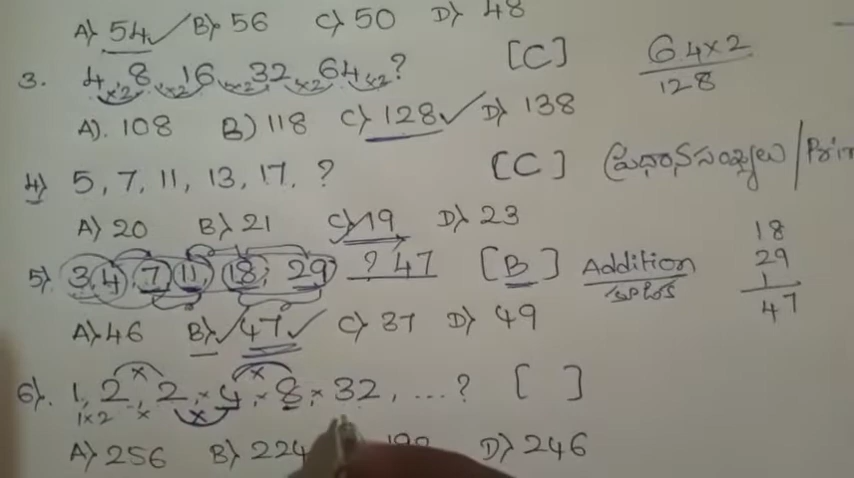 A) 54 ✓ B) 56 C) 50 D) 48
3. 4, 8, 16, 32, 64, ? [C] 64×2
×2 ×2 ×2 ×2 ×2 128
A). 108 B) 118 C) 128 ✓ D) 138
4) 5, 7, 11, 13, 17, ? [C] ప్రధాన సంఖ్యలు / Prim
A) 20 B) 21 C) 19 D) 23
5) 3, 4, 7, 11, 18, 29, ? 47 [B] Addition 18
29
1
47
A) 46 B) ✓ 47 ✓ C) 37 D) 49
6). 1, 2, 2, 4, 8, 32, ...? [ ]
× × × × × ×
1×2 ×
A) 256 B) 224 D) 246